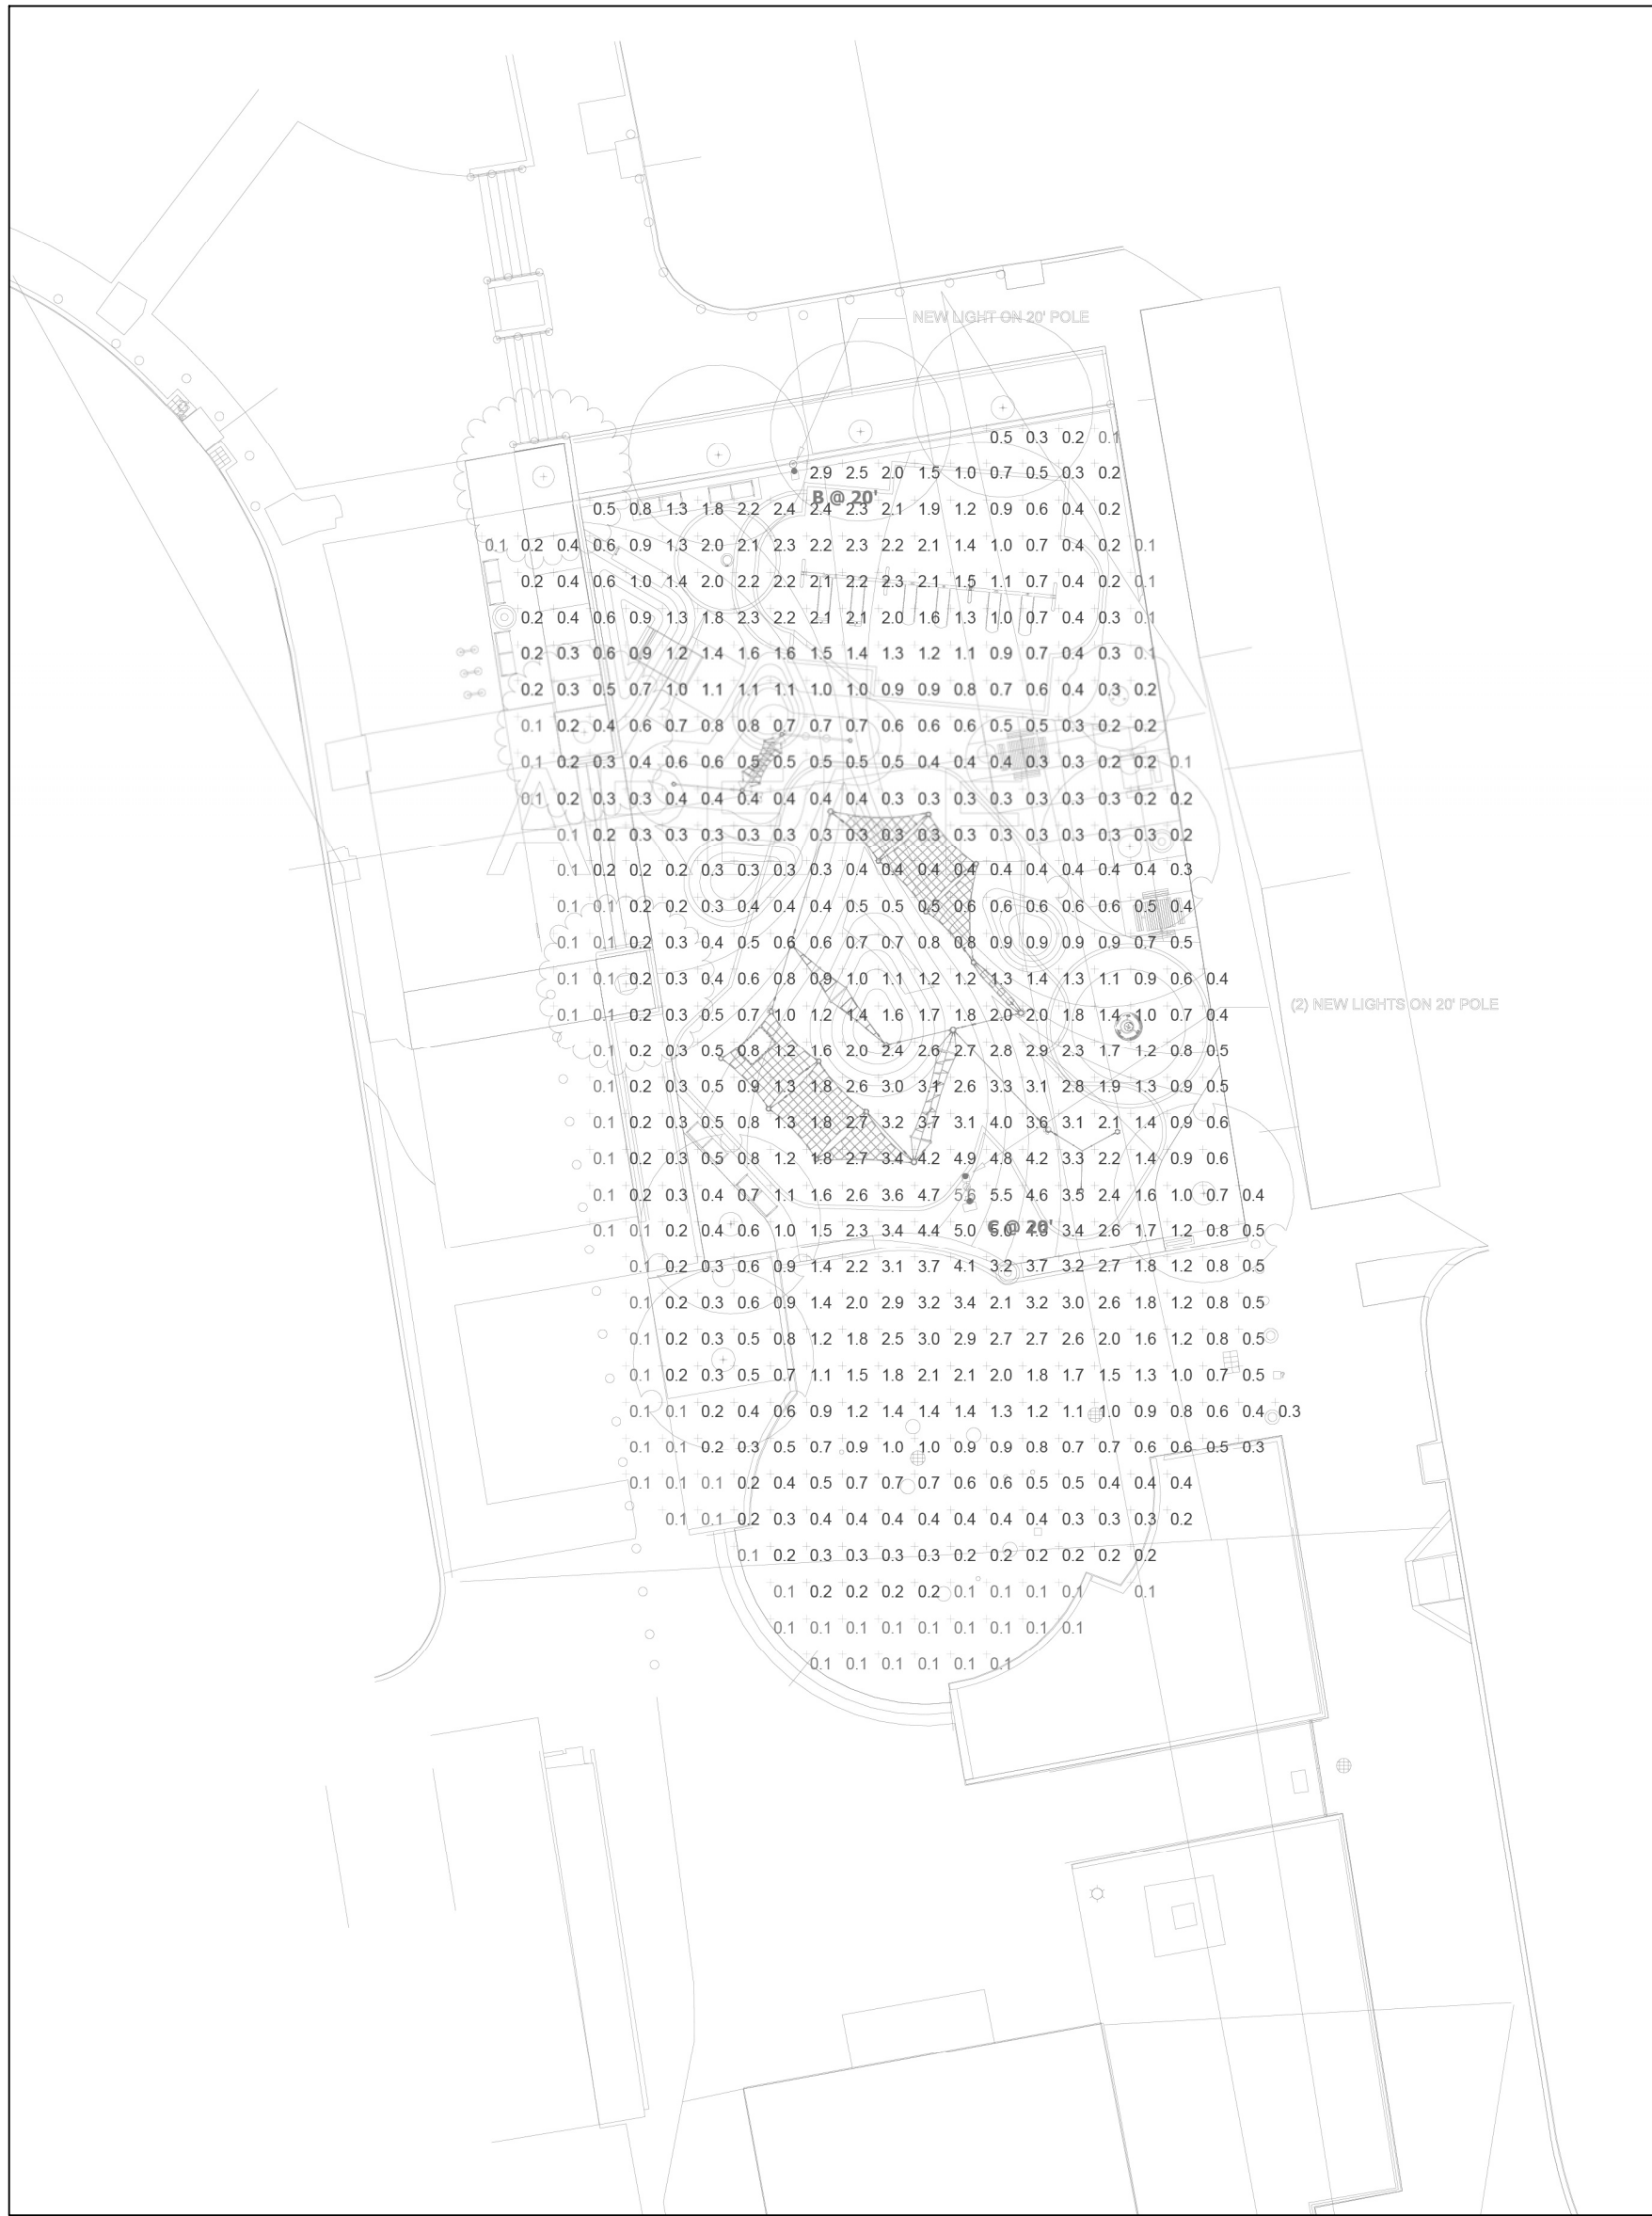 NEW LIGHT ON 20' POLE
0.5 0.3 0.2 0.1
2.9 2.5 2.0 1.5 1.0 0.7 0.5 0.3 0.2
B @ 20'
0.5 0.8 1.3 1.8 2.2 2.4 2.4 2.3 2.1 1.9 1.2 0.9 0.6 0.4 0.2
0.1 0.2 0.4 0.6 0.9 1.3 2.0 2.1 2.3 2.2 2.3 2.2 2.1 1.4 1.0 0.7 0.4 0.2 0.1
0.2 0.4 0.6 1.0 1.4 2.0 2.2 2.2 2.1 2.2 2.3 2.1 1.5 1.1 0.7 0.4 0.2 0.1
0.2 0.4 0.6 0.9 1.3 1.8 2.3 2.2 2.1 2.1 2.0 1.6 1.3 1.0 0.7 0.4 0.3 0.1
0.2 0.3 0.6 0.9 1.2 1.4 1.6 1.6 1.5 1.4 1.3 1.2 1.1 0.9 0.7 0.4 0.3 0.1
0.2 0.3 0.5 0.7 1.0 1.1 1.1 1.1 1.0 1.0 0.9 0.9 0.8 0.7 0.6 0.4 0.3 0.2
0.1 0.2 0.4 0.6 0.7 0.8 0.8 0.7 0.7 0.7 0.6 0.6 0.6 0.5 0.5 0.3 0.2 0.2
0.1 0.2 0.3 0.4 0.6 0.6 0.5 0.5 0.5 0.5 0.5 0.4 0.4 0.4 0.3 0.3 0.2 0.2 0.1
0.1 0.2 0.3 0.3 0.4 0.4 0.4 0.4 0.4 0.4 0.3 0.3 0.3 0.3 0.3 0.3 0.3 0.2 0.2
0.1 0.2 0.3 0.3 0.3 0.3 0.3 0.3 0.3 0.3 0.3 0.3 0.3 0.3 0.3 0.3 0.3 0.2
0.1 0.2 0.2 0.2 0.3 0.3 0.3 0.3 0.4 0.4 0.4 0.4 0.4 0.4 0.4 0.4 0.4 0.3
0.1 0.1 0.2 0.2 0.3 0.4 0.4 0.4 0.5 0.5 0.5 0.6 0.6 0.6 0.6 0.6 0.5 0.4
0.1 0.1 0.2 0.3 0.4 0.5 0.6 0.6 0.7 0.7 0.8 0.8 0.9 0.9 0.9 0.9 0.7 0.5
0.1 0.1 0.2 0.3 0.4 0.6 0.8 0.9 1.0 1.1 1.2 1.2 1.3 1.4 1.3 1.1 0.9 0.6 0.4
(2) NEW LIGHTS ON 20' POLE
0.1 0.1 0.2 0.3 0.5 0.7 1.0 1.2 1.4 1.6 1.7 1.8 2.0 2.0 1.8 1.4 1.0 0.7 0.4
0.1 0.2 0.3 0.5 0.8 1.2 1.6 2.0 2.4 2.6 2.7 2.8 2.9 2.3 1.7 1.2 0.8 0.5
0.1 0.2 0.3 0.5 0.9 1.3 1.8 2.6 3.0 3.1 2.6 3.3 3.1 2.8 1.9 1.3 0.9 0.5
0.1 0.2 0.3 0.5 0.8 1.3 1.8 2.7 3.2 3.7 3.1 4.0 3.6 3.1 2.1 1.4 0.9 0.6
0.1 0.2 0.3 0.5 0.8 1.2 1.8 2.7 3.4 4.2 4.9 4.8 4.2 3.3 2.2 1.4 0.9 0.6
0.1 0.2 0.3 0.4 0.7 1.1 1.6 2.6 3.6 4.7 5.6 5.5 4.6 3.5 2.4 1.6 1.0 0.7 0.4
C @ 20'
0.1 0.1 0.2 0.4 0.6 1.0 1.5 2.3 3.4 4.4 5.0 5.0 4.6 3.4 2.6 1.7 1.2 0.8 0.5
0.1 0.2 0.3 0.6 0.9 1.4 2.2 3.1 3.7 4.1 3.2 3.7 3.2 2.7 1.8 1.2 0.8 0.5
0.1 0.2 0.3 0.6 0.9 1.4 2.0 2.9 3.2 3.4 2.1 3.2 3.0 2.6 1.8 1.2 0.8 0.5
0.1 0.2 0.3 0.5 0.8 1.2 1.8 2.5 3.0 2.9 2.7 2.7 2.6 2.0 1.6 1.2 0.8 0.5
0.1 0.2 0.3 0.5 0.7 1.1 1.5 1.8 2.1 2.1 2.0 1.8 1.7 1.5 1.3 1.0 0.7 0.5
0.1 0.1 0.2 0.4 0.6 0.9 1.2 1.4 1.4 1.4 1.3 1.2 1.1 1.0 0.9 0.8 0.6 0.4 0.3
0.1 0.1 0.2 0.3 0.5 0.7 0.9 1.0 1.0 0.9 0.9 0.8 0.7 0.7 0.6 0.6 0.5 0.3
0.1 0.1 0.1 0.2 0.4 0.5 0.7 0.7 0.7 0.6 0.6 0.5 0.5 0.4 0.4 0.4
0.1 0.1 0.2 0.3 0.4 0.4 0.4 0.4 0.4 0.4 0.4 0.3 0.3 0.3 0.2
0.1 0.2 0.3 0.3 0.3 0.3 0.2 0.2 0.2 0.2 0.2 0.2
0.1 0.2 0.2 0.2 0.2 0.1 0.1 0.1 0.1 0.1
0.1 0.1 0.1 0.1 0.1 0.1 0.1 0.1 0.1
0.1 0.1 0.1 0.1 0.1 0.1